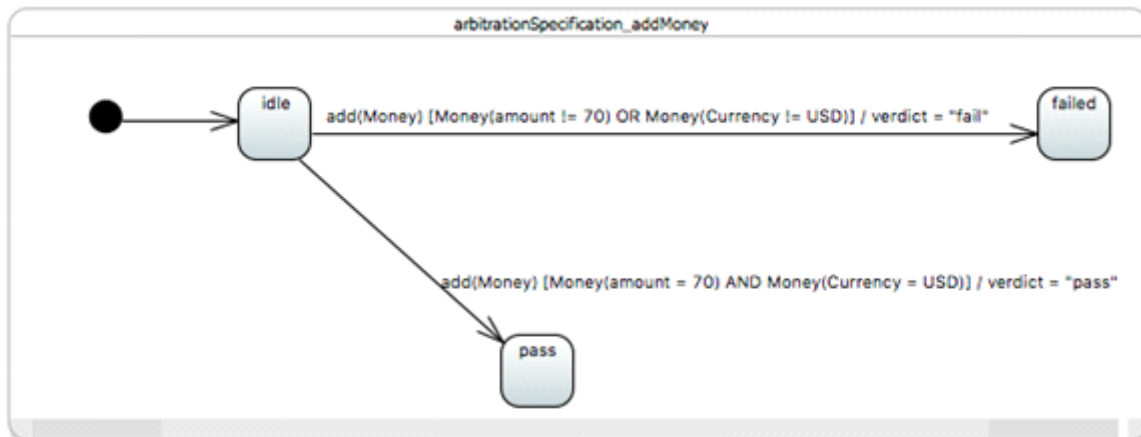 arbitrationSpecification_addMoney
idle
add(Money) [Money(amount != 70) OR Money(Currency != USD)] / verdict = "fail"
failed
add(Money) [Money(amount = 70) AND Money(Currency = USD)] / verdict = "pass"
pass